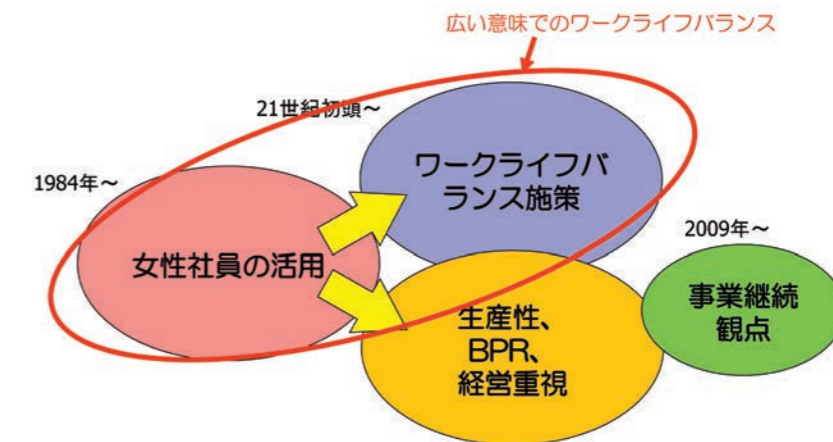 広い意味でのワークライフバランス
21世紀初頭～
ワークライフバ
ランス施策
1984年～
女性社員の活用
2009年～
事業継続
観点
生産性、
BPR、
経営重視